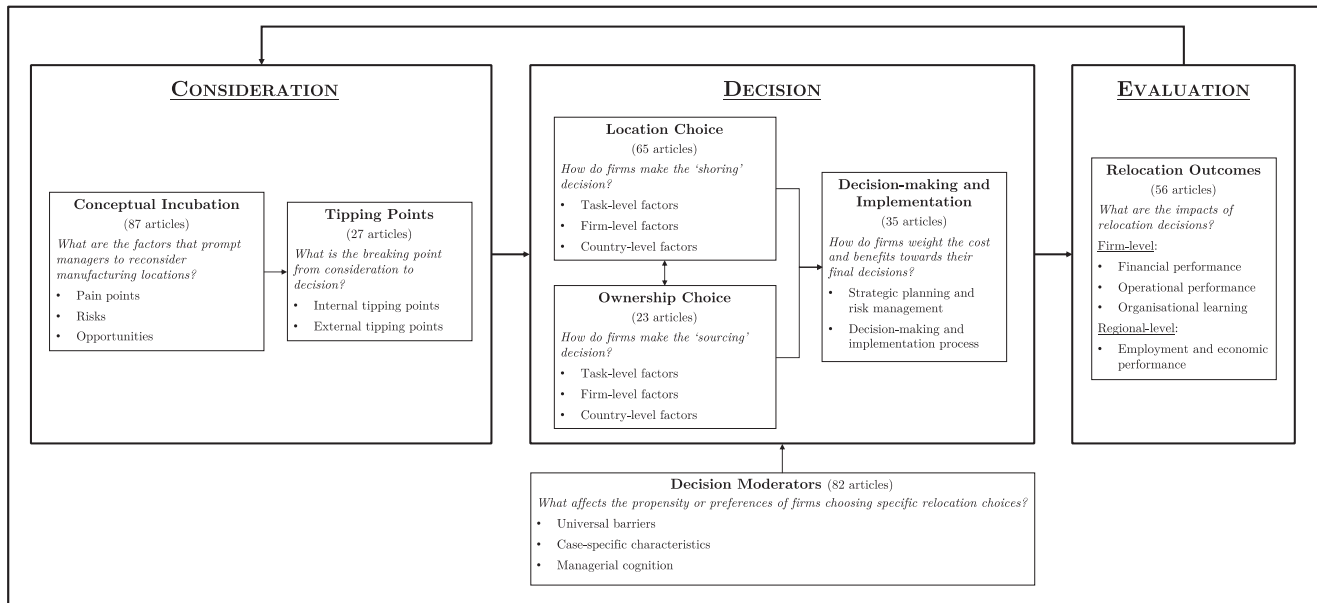 CONSIDERATION
Conceptual Incubation
(87 articles)
What are the factors that prompt
managers to reconsider
manufacturing locations?
• Pain points
• Risks
• Opportunities
Tipping Points
(27 articles)
What is the breaking point
from consideration to
decision?
• Internal tipping points
• External tipping points
DECISION
Location Choice
(65 articles)
How do firms make the ‘shoring’
decision?
• Task-level factors
• Firm-level factors
• Country-level factors
Ownership Choice
(23 articles)
How do firms make the ‘sourcing’
decision?
• Task-level factors
• Firm-level factors
• Country-level factors
Decision-making and
Implementation
(35 articles)
How do firms weight the cost
and benefits towards their
final decisions?
• Strategic planning and
risk management
• Decision-making and
implementation process
EVALUATION
Relocation Outcomes
(56 articles)
What are the impacts of
relocation decisions?
Firm-level:
• Financial performance
• Operational performance
• Organisational learning
Regional-level:
• Employment and economic
performance
Decision Moderators (82 articles)
What affects the propensity or preferences of firms choosing specific relocation choices?
• Universal barriers
• Case-specific characteristics
• Managerial cognition